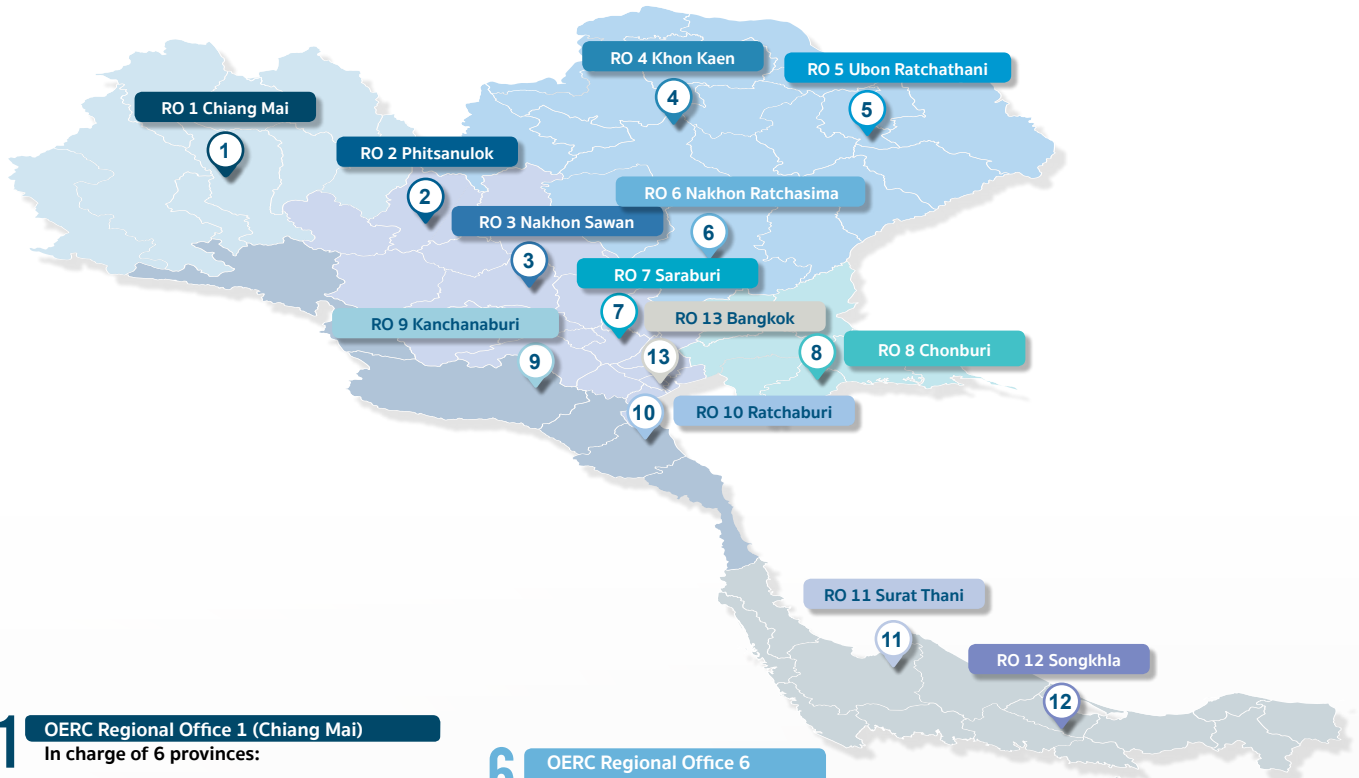 RO 4 Khon Kaen
4
RO 5 Ubon Ratchathani
5
RO 1 Chiang Mai
1
RO 2 Phitsanulok
2
RO 6 Nakhon Ratchasima
6
RO 3 Nakhon Sawan
3
RO 7 Saraburi
7
RO 9 Kanchanaburi
9
RO 13 Bangkok
13
8
RO 8 Chonburi
10
RO 10 Ratchaburi
RO 11 Surat Thani
11
RO 12 Songkhla
12
1
OERC Regional Office 1 (Chiang Mai)
In charge of 6 provinces:
6
OERC Regional Office 6